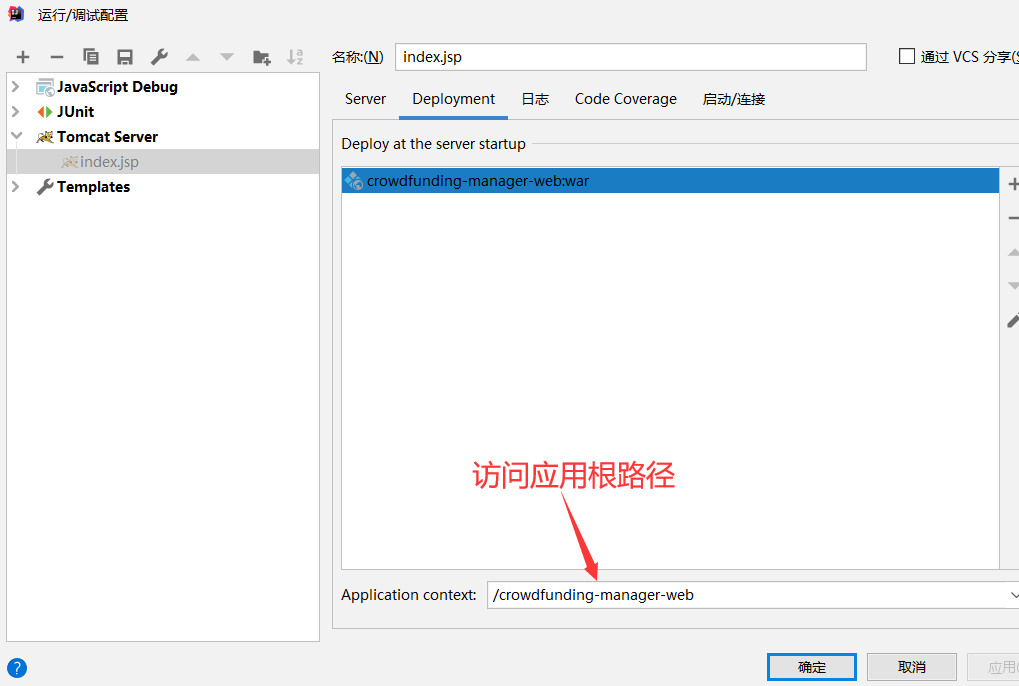 运行/调试配置
名称:(N) index.jsp 通过 VCS 分享(S
JavaScript Debug
JUnit
Tomcat Server
index.jsp
Templates
Server Deployment 日志 Code Coverage 启动/连接
Deploy at the server startup
crowdfunding-manager-web:war
访问应用根路径
Application context: /crowdfunding-manager-web
? 确定 取消 应用(